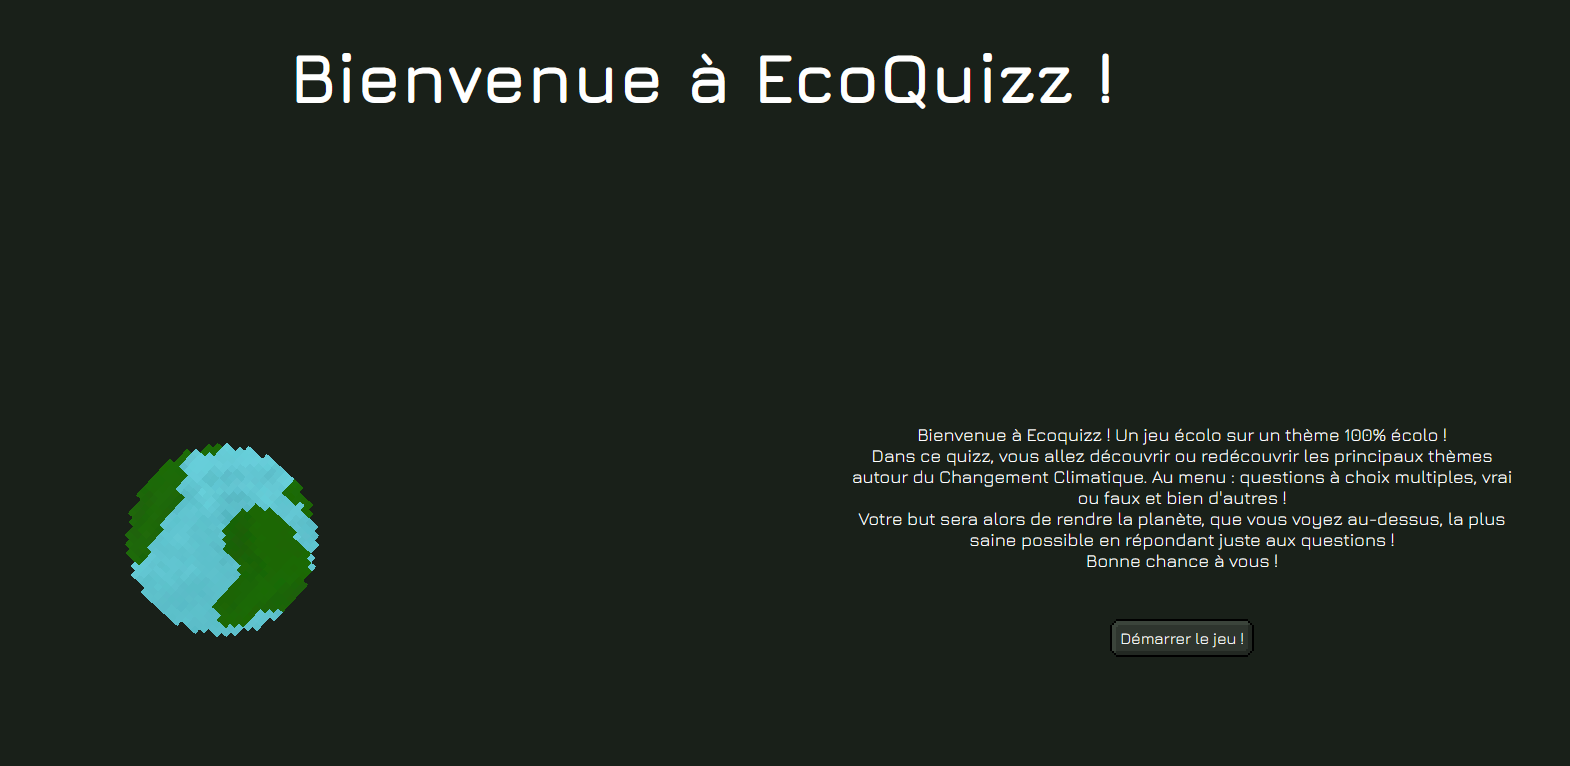 Bienvenue à EcoQuizz !
Bienvenue à Ecoquizz ! Un jeu écolo sur un thème 100% écolo !
Dans ce quizz, vous allez découvrir ou redécouvrir les principaux thèmes
autour du Changement Climatique. Au menu : questions à choix multiples, vrai
ou faux et bien d'autres !
Votre but sera alors de rendre la planète, que vous voyez au-dessus, la plus
saine possible en répondant juste aux questions !
Bonne chance à vous !
Démarrer le jeu !